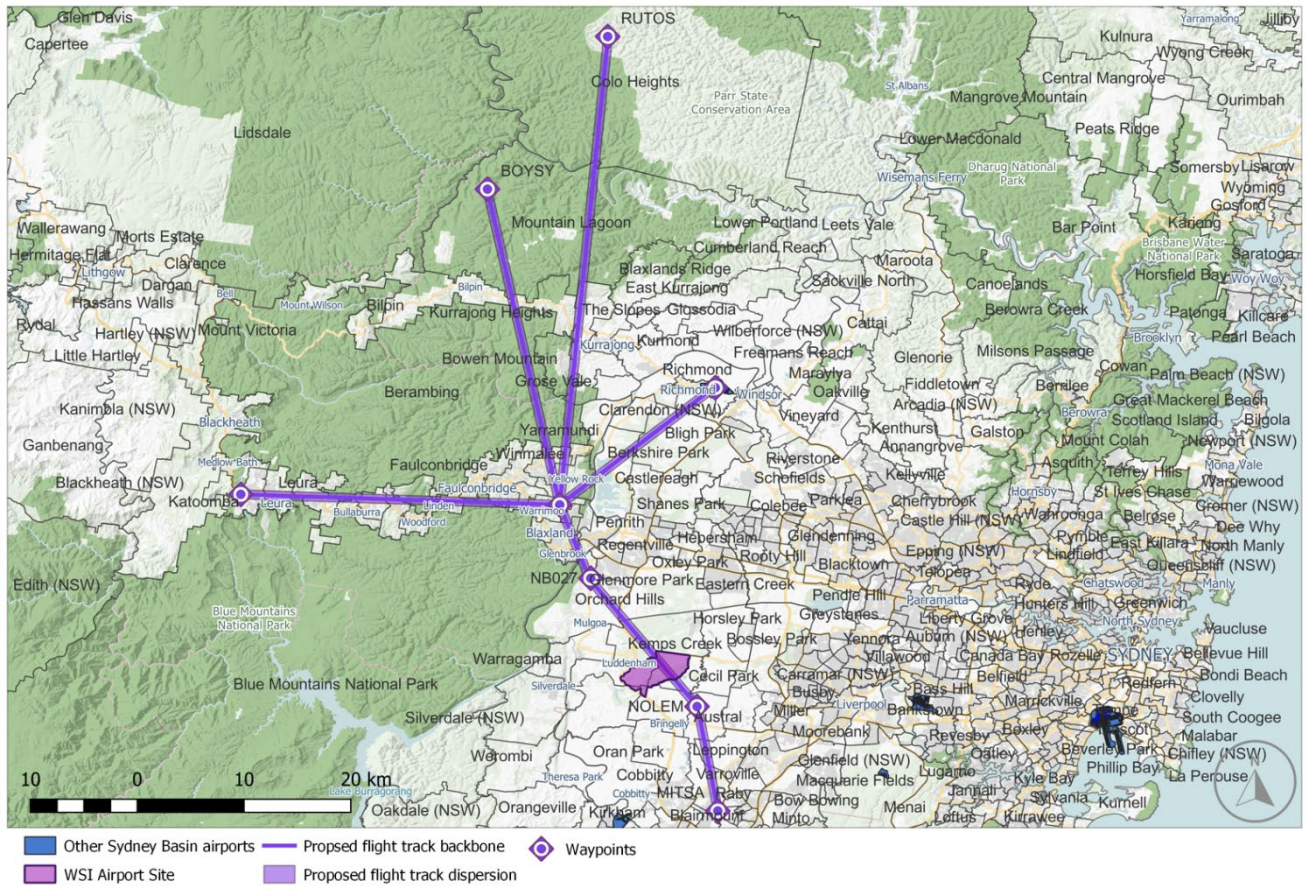 Glen Davis
RUTOS
Yarramalong
Jilliby
Capertee
Kulnura
Wyong Creek
Colo Heights
Central Mangrove
St Albans
Mangrove Mountain
Ourimbah
Parr State
Conservation Area
Lidsdale
Lower Macdonald
Peats Ridge
BOYSY
Wisemans Ferry
Dharug National
Park
Somersby
Lisarow
Wyoming
Gosford
Mountain Lagoon
Lower Portland
Leets Vale
Bar Point
Kariong
Wallerawang
Morts Estate
Cumberland Reach
Brisbane Water
National Park
Saratoga
Hermitage Flat
Clarence
Maroota
Horsfield Bay
Woy Woy
Lithgow
Dargan
Bell
Blaxlands Ridge
East Kurrajong
Sackville North
Canoelands
Hassans Walls
Mount Wilson
Bilpin
Bilpin
Kurrajong Heights
The Slopes
Glossodia
Berowra Creek
Patonga
Killcare
Rydal
Hartley (NSW)
Mount Victoria
Wilberforce (NSW)
Cattai
Pearl Beach
Little Hartley
Kurrajong
Kurmond
Freemans Reach
Milsons Passage
Brooklyn
Bowen Mountain
Glenorie
Cowan
Palm Beach (NSW)
Grose Vale
Richmond
Maraylya
Fiddletown
Berrilee
Berambing
Richmond
Windsor
Oakville
Arcadia (NSW)
Great Mackerel Beach
Kanimbla (NSW)
Clarendon (NSW)
Vineyard
Berowra
Scotland Island
Bilgola
Blackheath
Yarramundi
Bligh Park
Kenthurst
Galston
Mount Colah
Newport (NSW)
Ganbenang
Annangrove
Winmalee
Berkshire Park
Riverstone
Asquith
Mona Vale
Medlow Bath
Faulconbridge
Terrey Hills
Blackheath (NSW)
Leura
Yellow Rock
Castlereagh
Schofields
Kellyville
Hornsby
St Ives Chase
Warriewood
Katoomba
Leura
Faulconbridge
Linden
Shanes Park
Colebee
Parklea
Cherrybrook
Wahroonga
Belrose
Cromer (NSW)
Bullaburra
Woodford
Warrimoo
Penrith
Castle Hill (NSW)
Dee Why
Blaxland
Hebersham
Glendenning
Pymble
East Killara
North Manly
Glenbrook
Regentville
Rooty Hill
Epping (NSW)
Lindfield
Queenscliff (NSW)
Oxley Park
Blacktown
Telopea
Chatswood
Manly
NB027
Glenmore Park
Eastern Creek
Ryde
Edith (NSW)
Orchard Hills
Pendle Hill
Parramatta
Hunters Hill
Greenwich
Blue Mountains
National Park
Mulgoa
Horsley Park
Greystanes
Liberty Grove
North Sydney
Vaucluse
Kemps Creek
Bossley Park
Yennora
Auburn (NSW)
Henley
Warragamba
Luddenham
Villawood
Canada Bay
Rozelle
SYDNEY
Bellevue Hill
Blue Mountains National Park
Silverdale
Cecil Park
Carramar (NSW)
Belfield
Redfern
Bondi Beach
Busby
Bass Hill
Clovelly
NOLEM
Miller
Liverpool
Bankstown
Marrickville
Silverdale (NSW)
Bringelly
Austral
South Coogee
Moorebank
Revesby
Bexley
Malabar
Werombi
Oran Park
Leppington
Glenfield (NSW)
Oatley
Beverley Park
Chifley (NSW)
10 0 10 20 km
Theresa Park
Cobbitty
Varroville
Macquarie Fields
Lugarno
Phillip Bay
La Perouse
Lake Burragorang
Cobbitty
MITSA
Raby
Kyle Bay
Jannali
Oakdale (NSW)
Orangeville
Kirkham
Blairmount
Bow Bowing
Minto
Menai
Sylvania
Kurnell
Loftus
Kirrawee
N
Other Sydney Basin airports
Propsed flight track backbone
Waypoints
WSI Airport Site
Proposed flight track dispersion